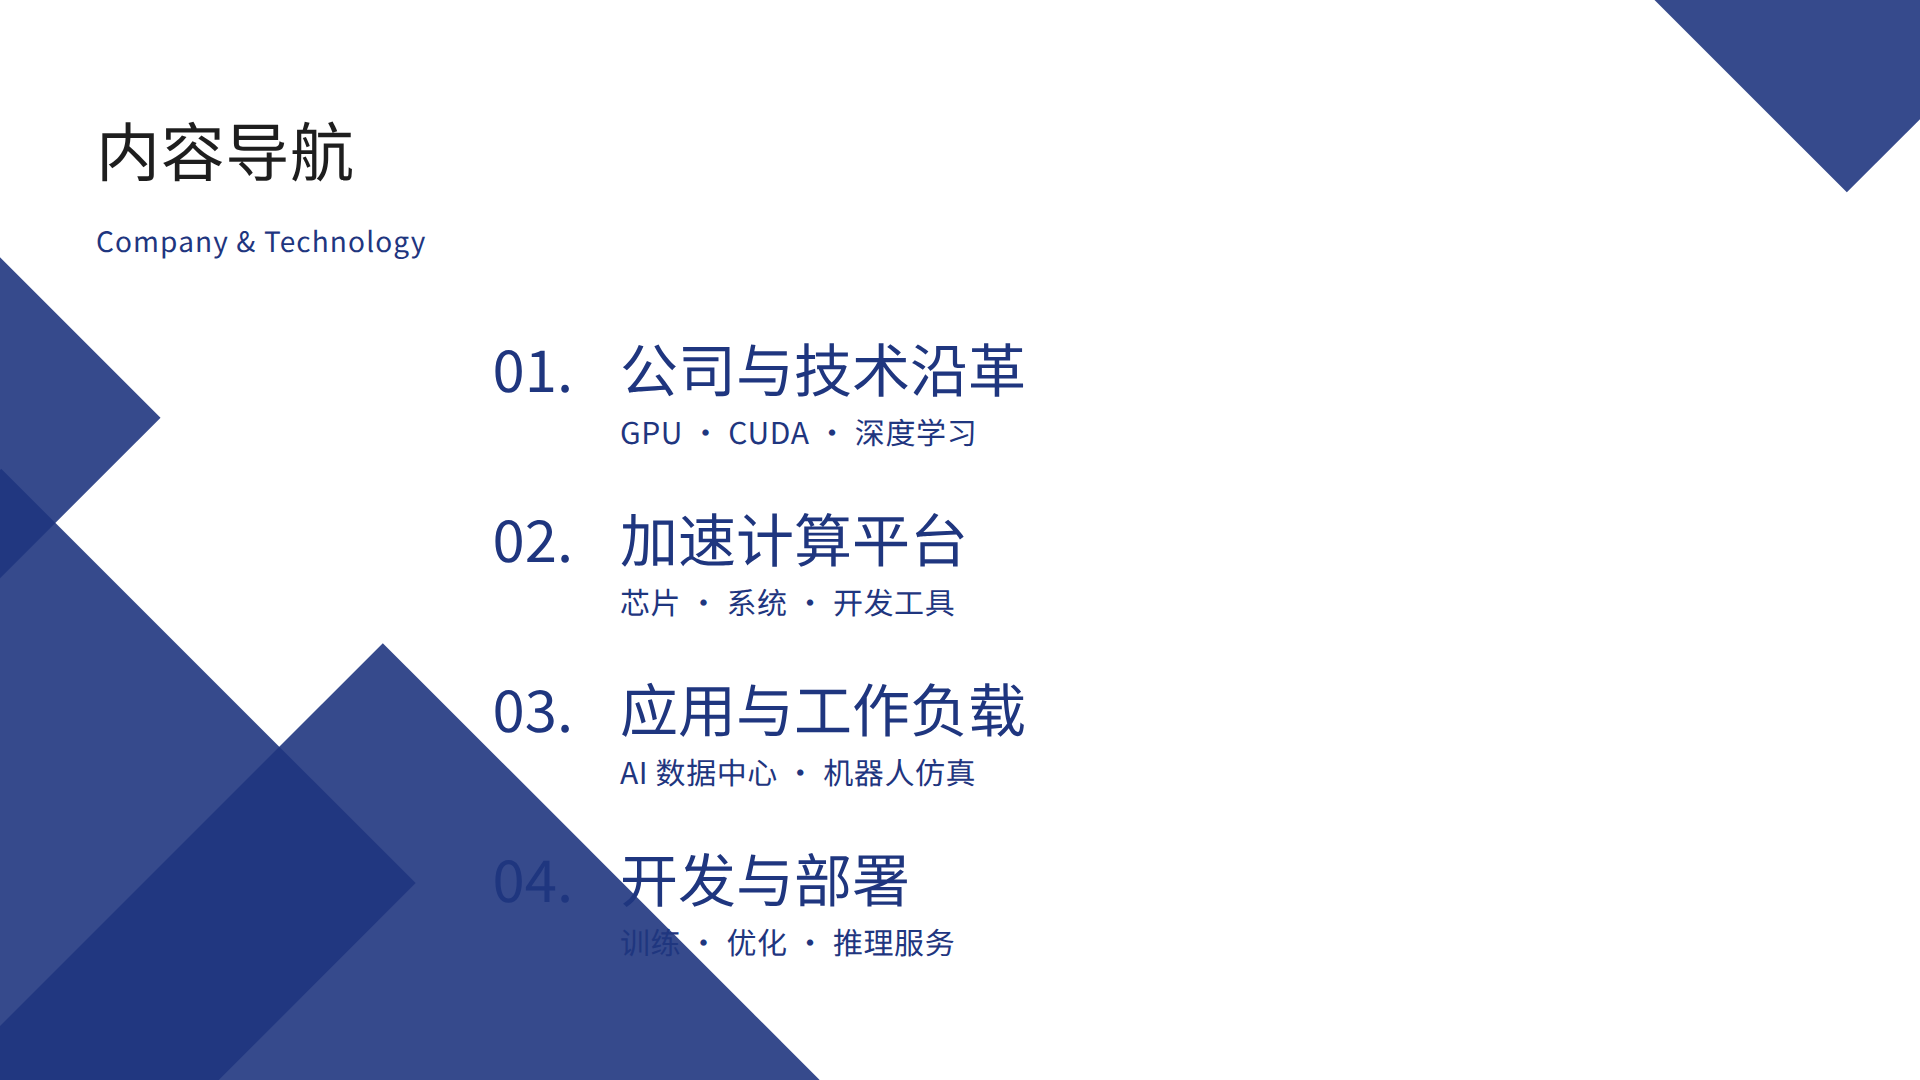 内容导航
Company & Technology
01. 公司与技术沿革
GPU · CUDA · 深度学习
02. 加速计算平台
芯片 · 系统 · 开发工具
03. 应用与工作负载
AI 数据中心 · 机器人仿真
04. 开发与部署
训练 · 优化 · 推理服务